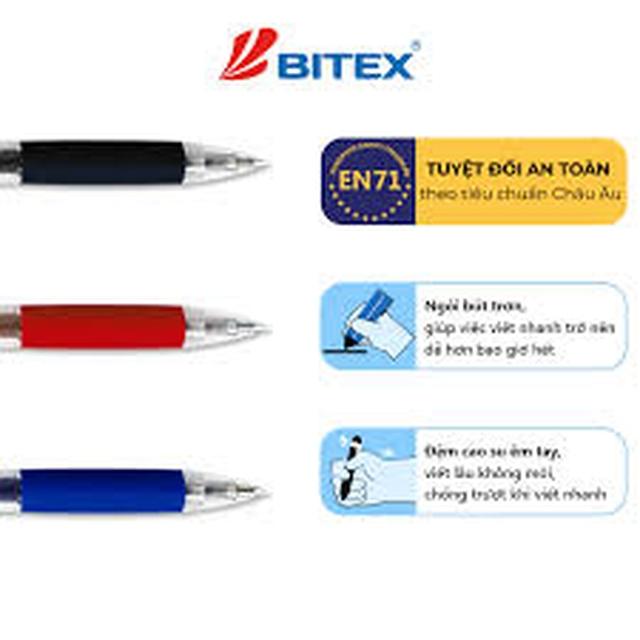 BITEX®
EN71
TUYỆT ĐỐI AN TOÀN
theo tiêu chuẩn Châu Âu
Ngòi bút trơn,
giúp việc viết nhanh trở nên
dễ hơn bao giờ hết
Đệm cao su êm tay,
viết lâu không mỏi,
chống trượt khi viết nhanh